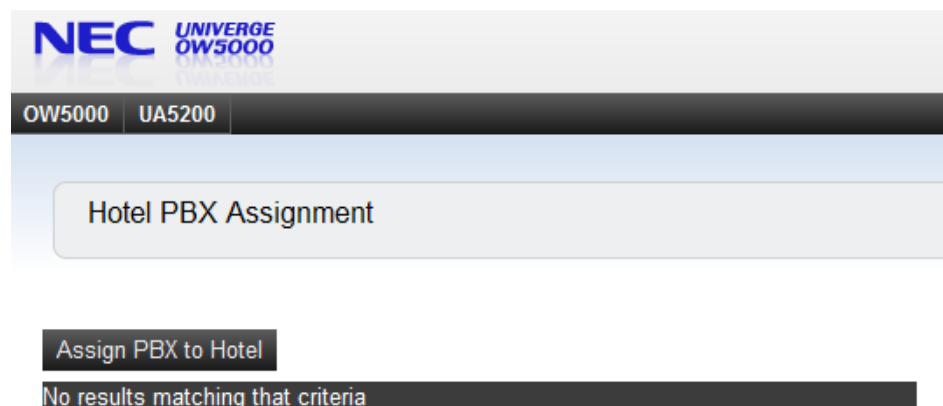 NEC UNIVERGE
OW5000
OW5000 UA5200
Hotel PBX Assignment
Assign PBX to Hotel
No results matching that criteria